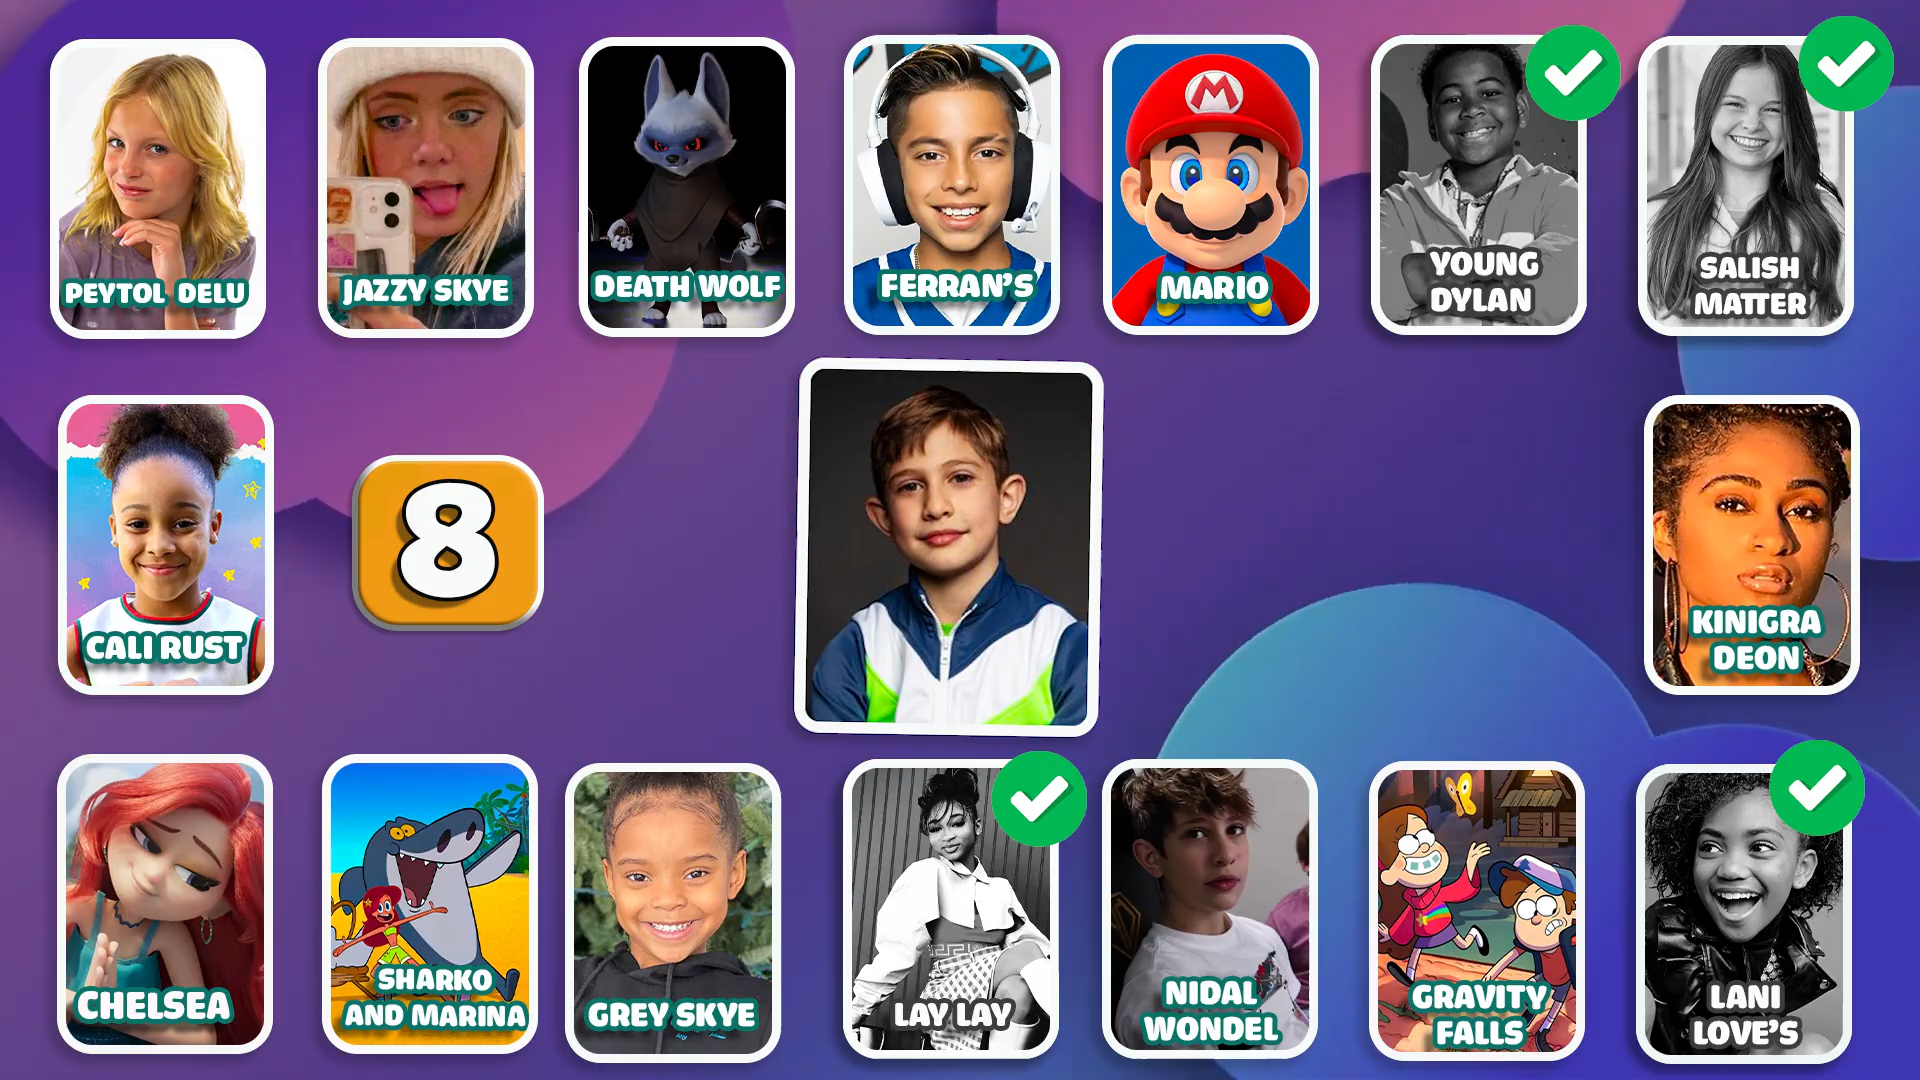 PEYTOL DELU
JAZZY SKYE
DEATH WOLF
FERRAN'S
M
MARIO
YOUNG
DYLAN
SALISH
MATTER
CALI RUST
8
KINIGRA
DEON
CHELSEA
SHARKO
AND MARINA
GREY SKYE
LAY LAY
NIDAL
WONDEL
GRAVITY
FALLS
LANI
LOVE'S